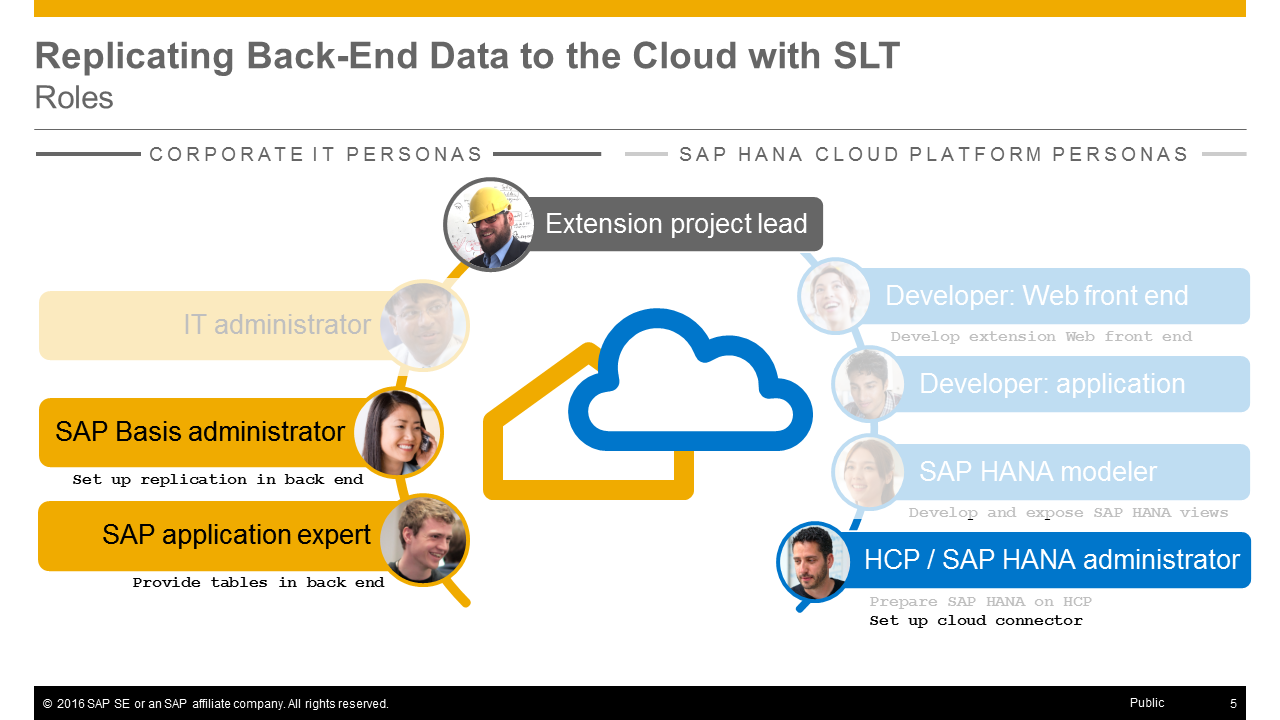 Replicating Back-End Data to the Cloud with SLT
Roles
CORPORATE IT PERSONAS
SAP HANA CLOUD PLATFORM PERSONAS
Extension project lead
IT administrator
SAP Basis administrator
Set up replication in back end
SAP application expert
Provide tables in back end
Developer: Web front end
Develop extension Web front end
Developer: application
SAP HANA modeler
Develop and expose SAP HANA views
HCP / SAP HANA administrator
Prepare SAP HANA on HCP
Set up cloud connector
© 2016 SAP SE or an SAP affiliate company. All rights reserved.
Public
5